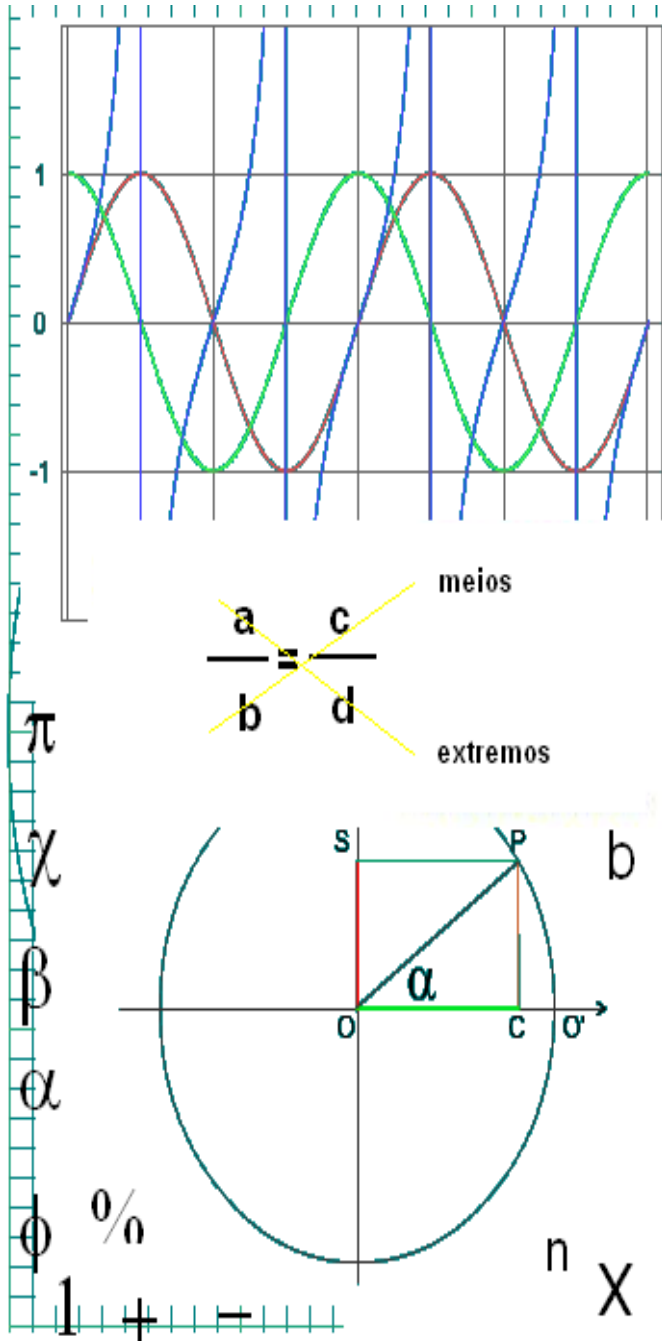 1
0
-1
meios
a = c
b d
extremos
π
χ
β
α
ϕ %
S P b
α
O C O'
n
X
1 + -